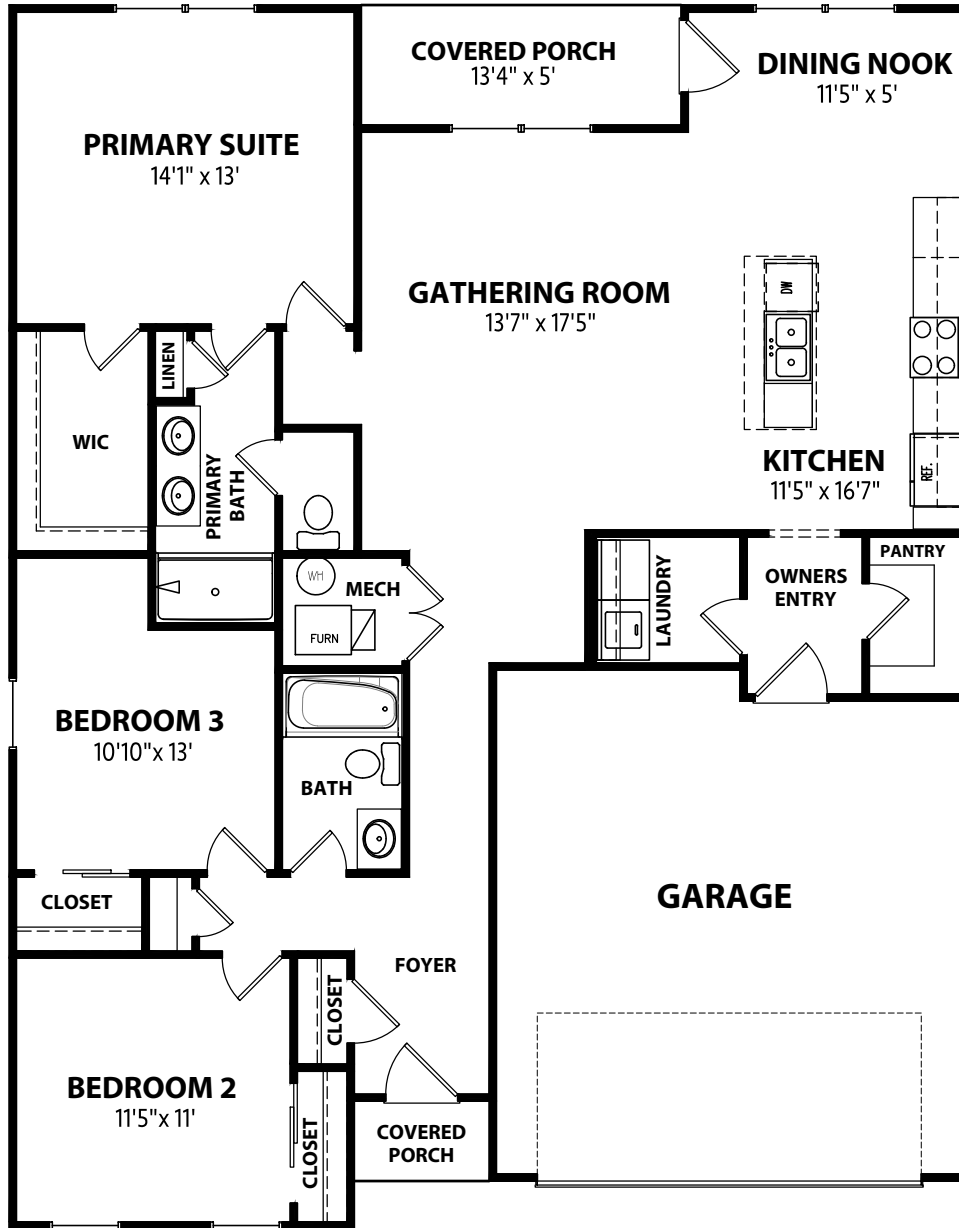 COVERED PORCH
13'4" x 5'
DINING NOOK
11'5" x 5'
PRIMARY SUITE
14'1" x 13'
GATHERING ROOM
13'7" x 17'5"
DW
LINEN
WIC
PRIMARY
BATH
KITCHEN
11'5" x 16'7"
REF.
WH
MECH
FURN
LAUNDRY
OWNERS
ENTRY
PANTRY
BEDROOM 3
10'10"x 13'
BATH
CLOSET
GARAGE
FOYER
CLOSET
BEDROOM 2
11'5"x 11'
CLOSET
COVERED
PORCH